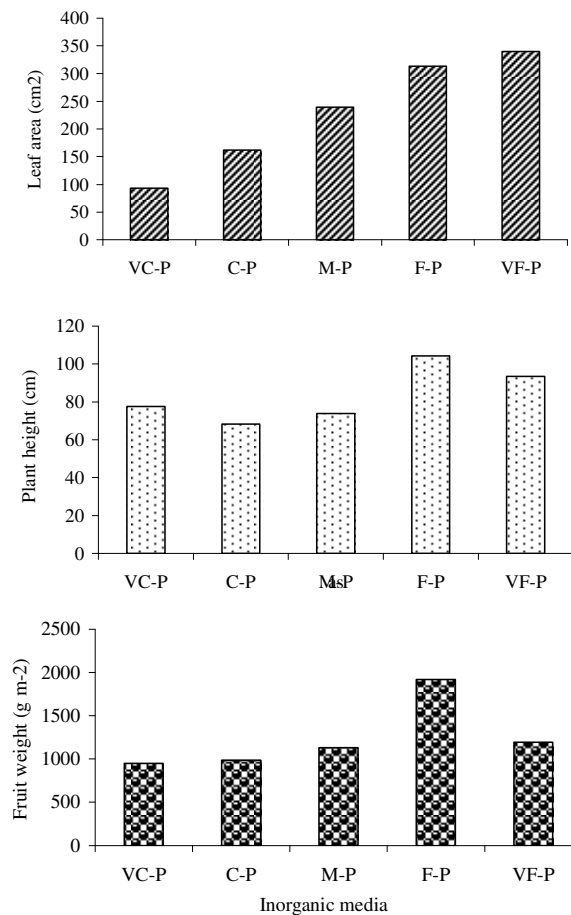 Leaf area (cm2)
400
350
300
250
200
150
100
50
0
VC-P C-P M-P F-P VF-P
Plant height (cm)
120
100
80
60
40
20
0
VC-P C-P M-P F-P VF-P
as
Fruit weight (g m-2)
2500
2000
1500
1000
500
0
VC-P C-P M-P F-P VF-P
Inorganic media